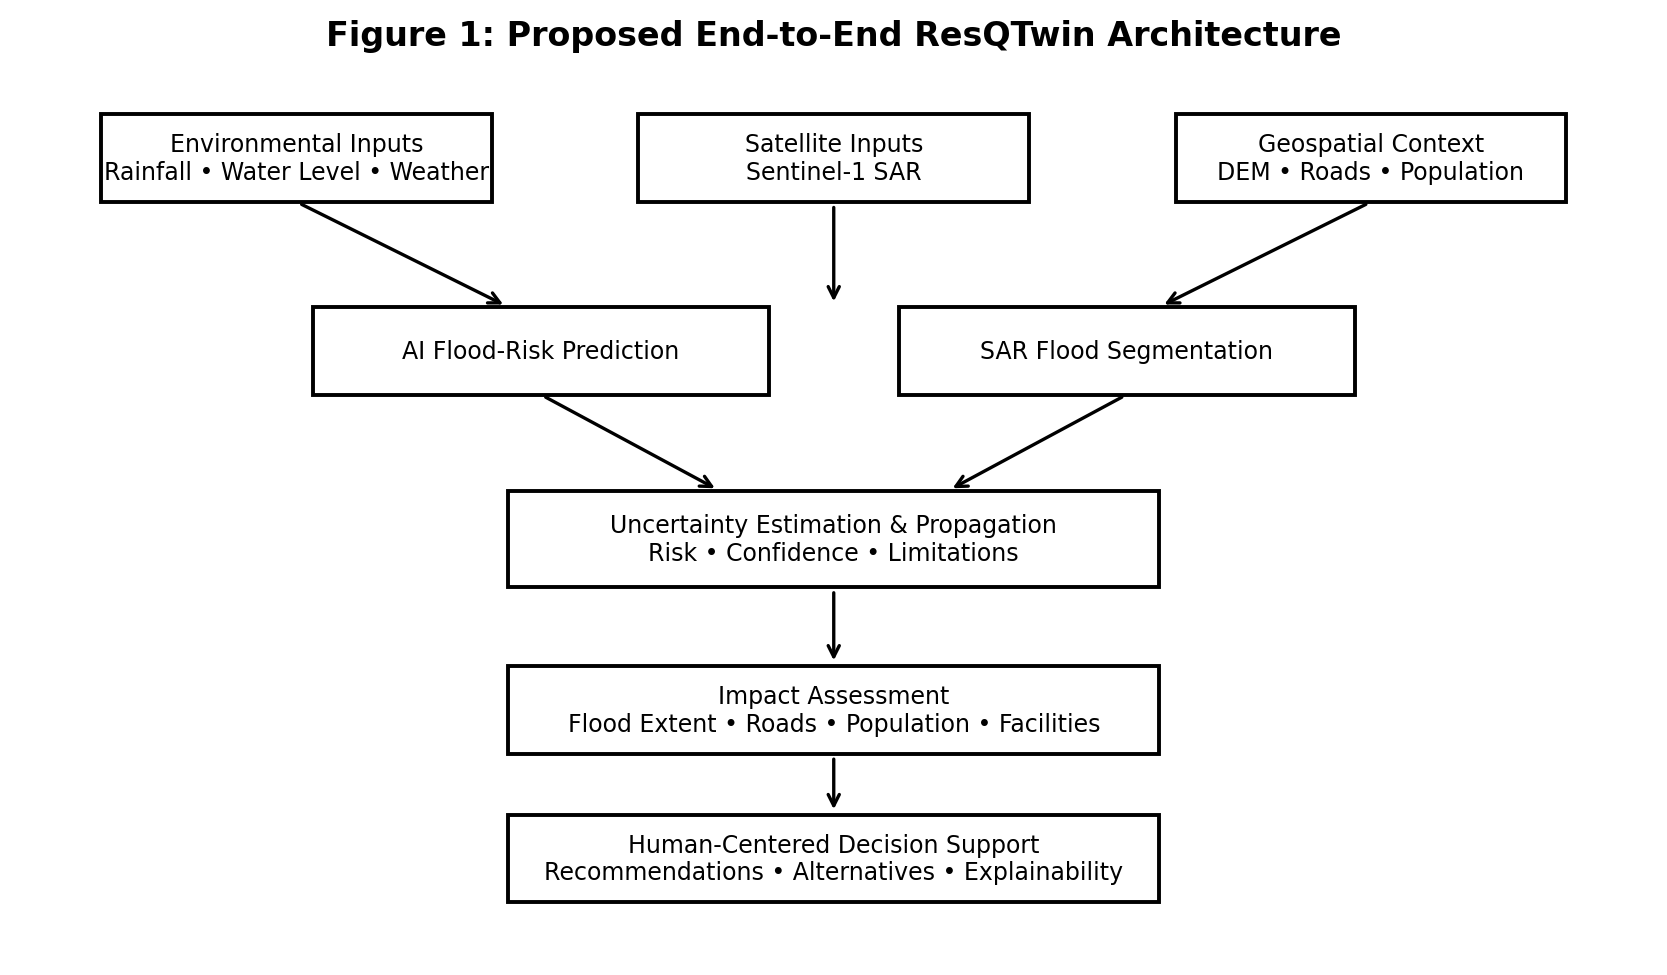 Figure 1: Proposed End-to-End ResQTwin Architecture
Environmental Inputs
Rainfall • Water Level • Weather
Satellite Inputs
Sentinel-1 SAR
Geospatial Context
DEM • Roads • Population
AI Flood-Risk Prediction
SAR Flood Segmentation
Uncertainty Estimation & Propagation
Risk • Confidence • Limitations
Impact Assessment
Flood Extent • Roads • Population • Facilities
Human-Centered Decision Support
Recommendations • Alternatives • Explainability